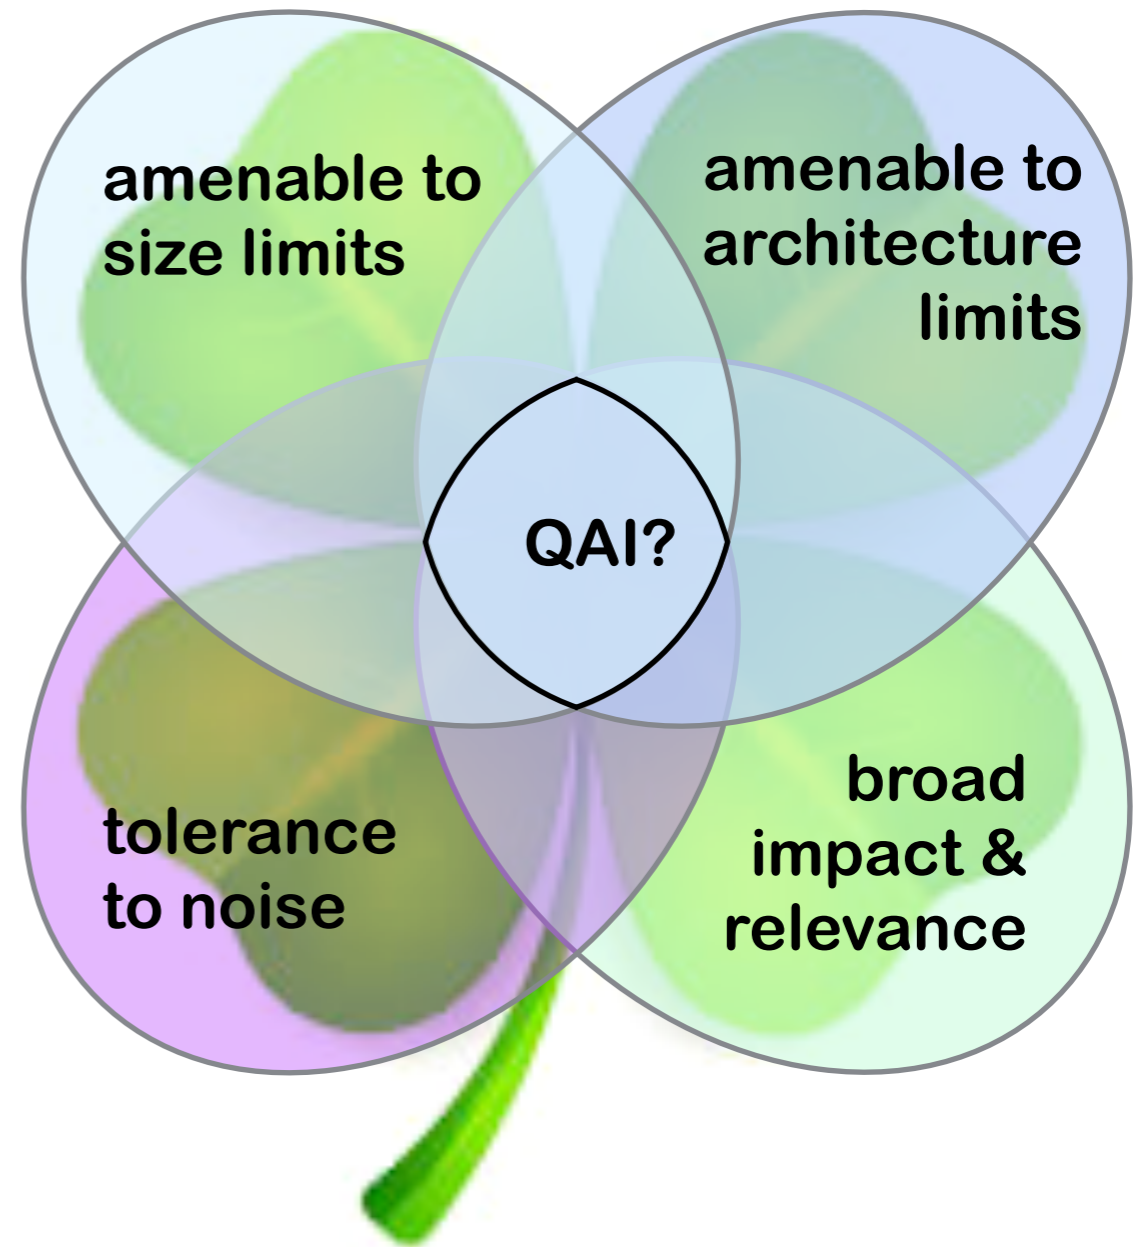 amenable to
size limits
amenable to
architecture
limits
QAI?
tolerance
to noise
broad
impact &
relevance